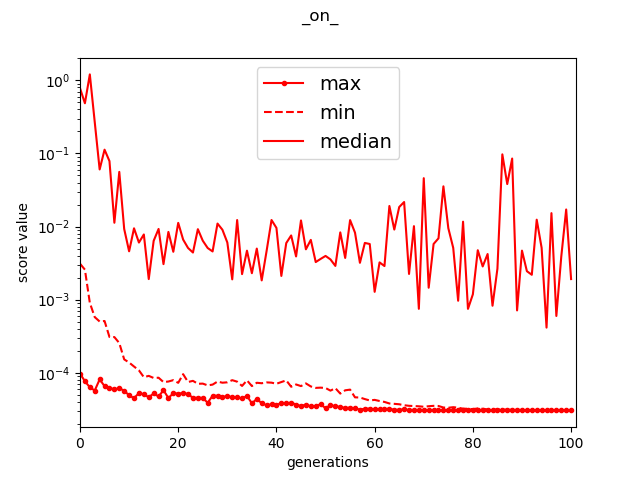 _on_
max
min
median
score value
10⁰
10⁻¹
10⁻²
10⁻³
10⁻⁴
0 20 40 60 80 100
generations